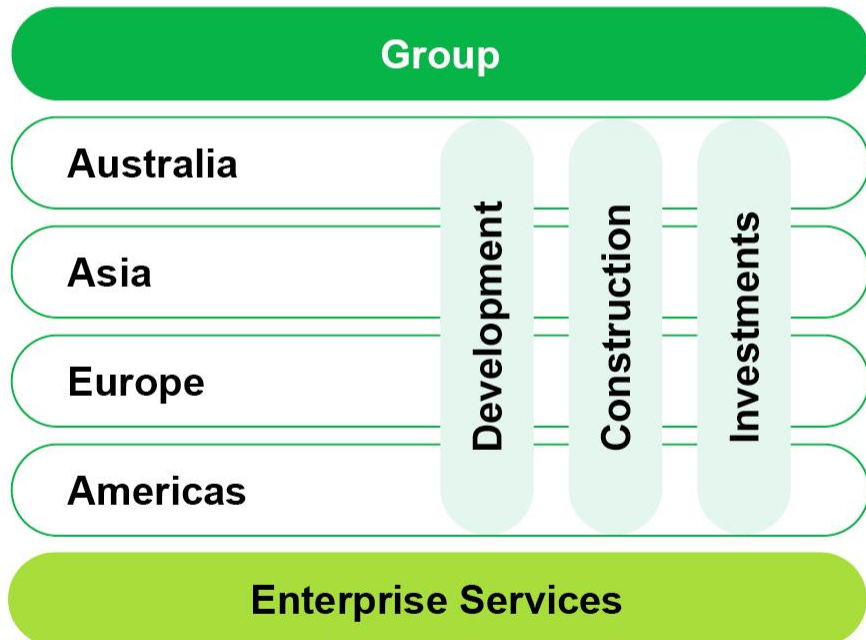 Group
Australia
Asia
Europe
Americas
Development
Construction
Investments
Enterprise Services